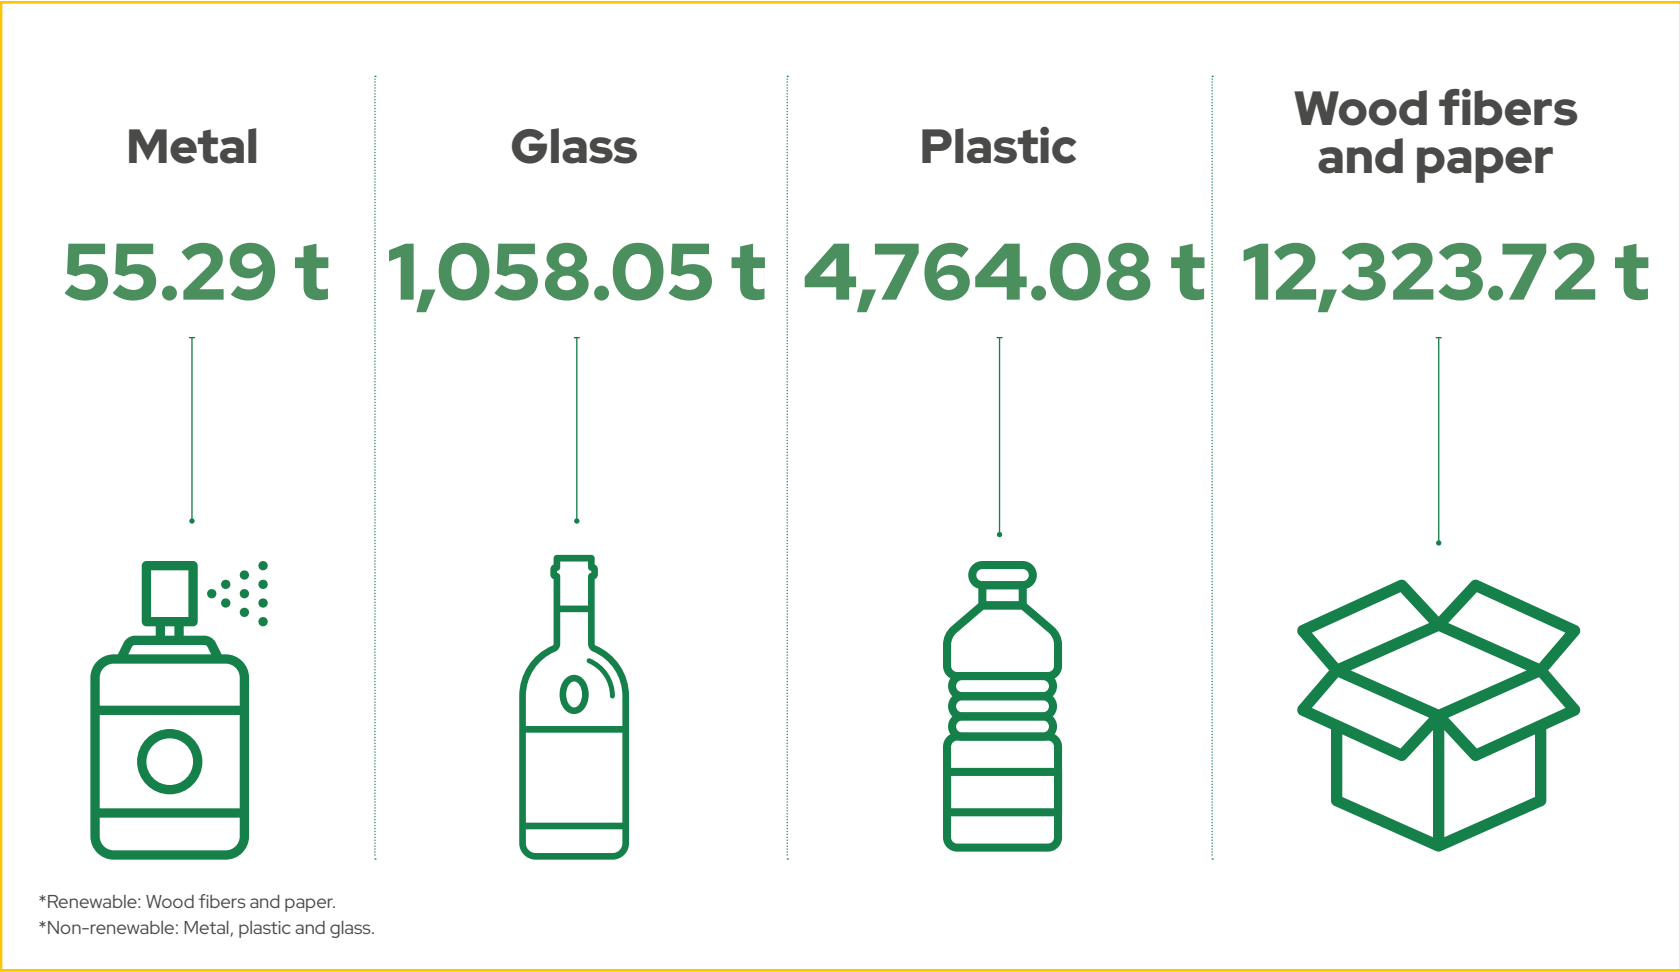 Metal
55.29 t
Glass
1,058.05 t
Plastic
4,764.08 t
Wood fibers
and paper
12,323.72 t
*Renewable: Wood fibers and paper.
*Non-renewable: Metal, plastic and glass.